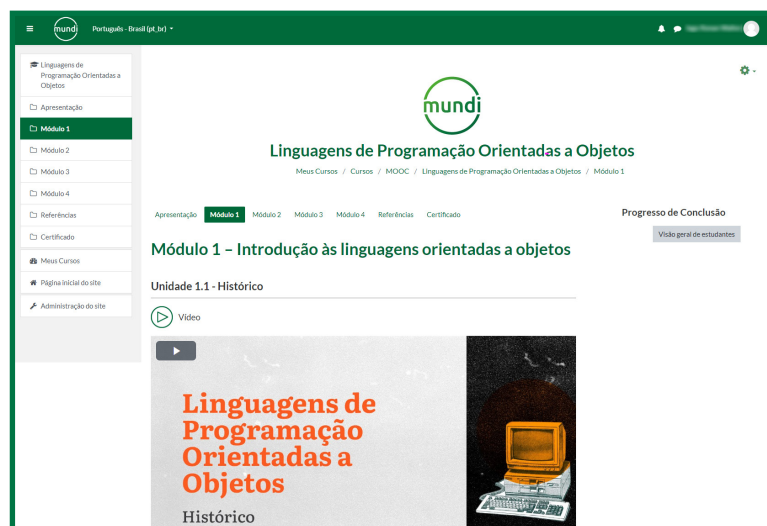 mundi
Português - Brasil (pt_br)
Linguagens de
Programação Orientadas a
Objetos
Apresentação
Módulo 1
Módulo 2
Módulo 3
Módulo 4
Referências
Certificado
Meus Cursos
Página inicial do site
Administração do site
mundi
Linguagens de Programação Orientadas a Objetos
Meus Cursos / Cursos / MOOC / Linguagens de Programação Orientadas a Objetos / Módulo 1
Apresentação Módulo 1 Módulo 2 Módulo 3 Módulo 4 Referências Certificado
Módulo 1 – Introdução às linguagens orientadas a objetos
Unidade 1.1 - Histórico
Vídeo
Linguagens de
Programação
Orientadas a
Objetos
Histórico
Progresso de Conclusão
Visão geral de estudantes